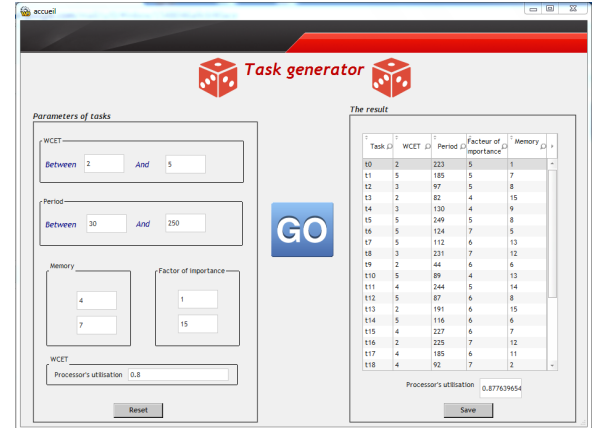 accueil
Task generator
Parameters of tasks
WCET
Between 2 And 5
Period
Between 30 And 250
Memory
4
7
Factor of importance
1
15
WCET
Processor's utilisation 0.8
Reset
GO
The result
Task WCET Period Facteur of mportance Memory
t0 2 223 5 1
t1 5 185 5 7
t2 3 97 5 8
t3 2 82 4 15
t4 3 130 4 9
t5 5 249 5 8
t6 5 124 7 5
t7 5 112 6 13
t8 3 231 7 12
t9 2 44 6 6
t10 5 89 4 13
t11 4 244 5 14
t12 5 87 6 8
t13 2 191 6 15
t14 5 116 6 6
t15 4 227 6 7
t16 2 225 7 12
t17 4 185 6 11
t18 4 92 7 2
Processor's utilisation 0.877639654
Save